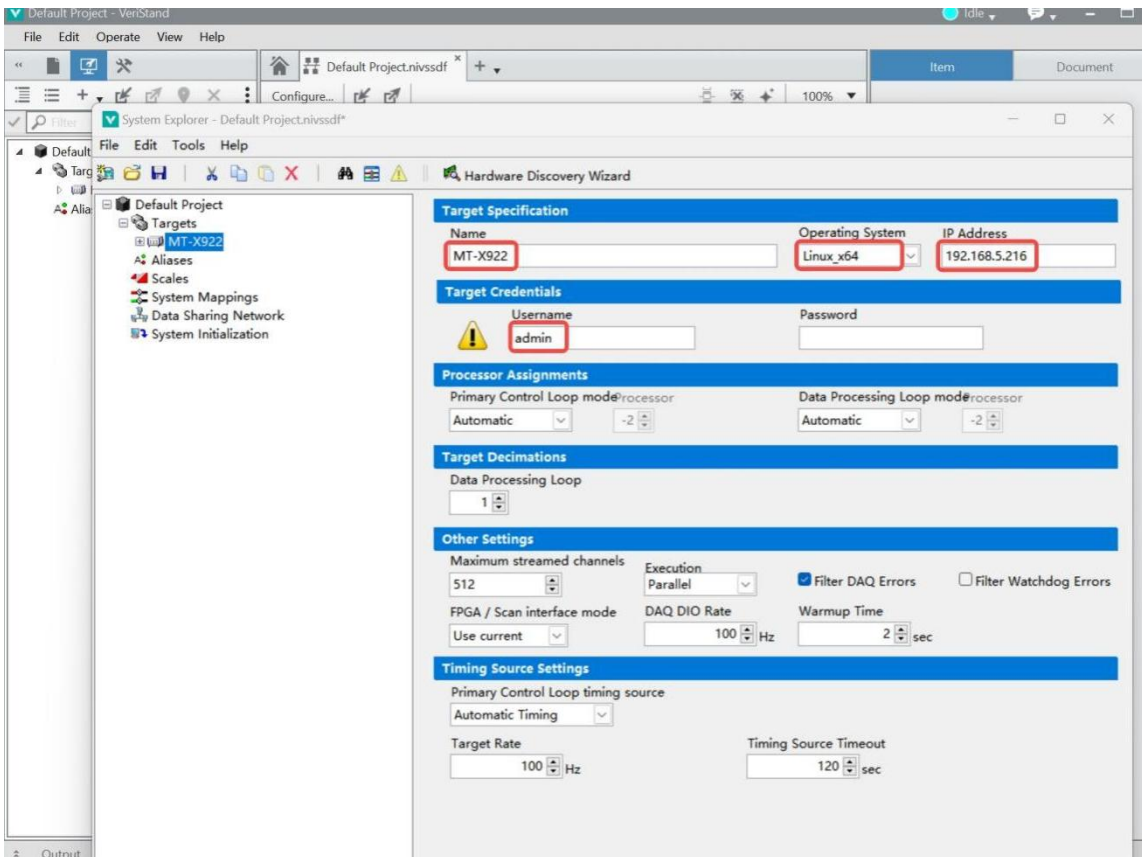 Default Project - VeriStand
Idle
File Edit Operate View Help
Default Project.nivssdf
Item Document
Configure... 100%
Filter System Explorer - Default Project.nivssdf*
Default
Targ
Alia
File Edit Tools Help
Hardware Discovery Wizard
Default Project
Targets
MT-X922
Aliases
Scales
System Mappings
Data Sharing Network
System Initialization
Target Specification
Name Operating System IP Address
MT-X922 Linux_x64 192.168.5.216
Target Credentials
Username Password
admin
Processor Assignments
Primary Control Loop mode Processor Data Processing Loop mode Processor
Automatic -2 Automatic -2
Target Decimations
Data Processing Loop
1
Other Settings
Maximum streamed channels Execution
512 Parallel Filter DAQ Errors Filter Watchdog Errors
FPGA / Scan interface mode DAQ DIO Rate Warmup Time
Use current 100 Hz 2 sec
Timing Source Settings
Primary Control Loop timing source
Automatic Timing
Target Rate Timing Source Timeout
100 Hz 120 sec
Output